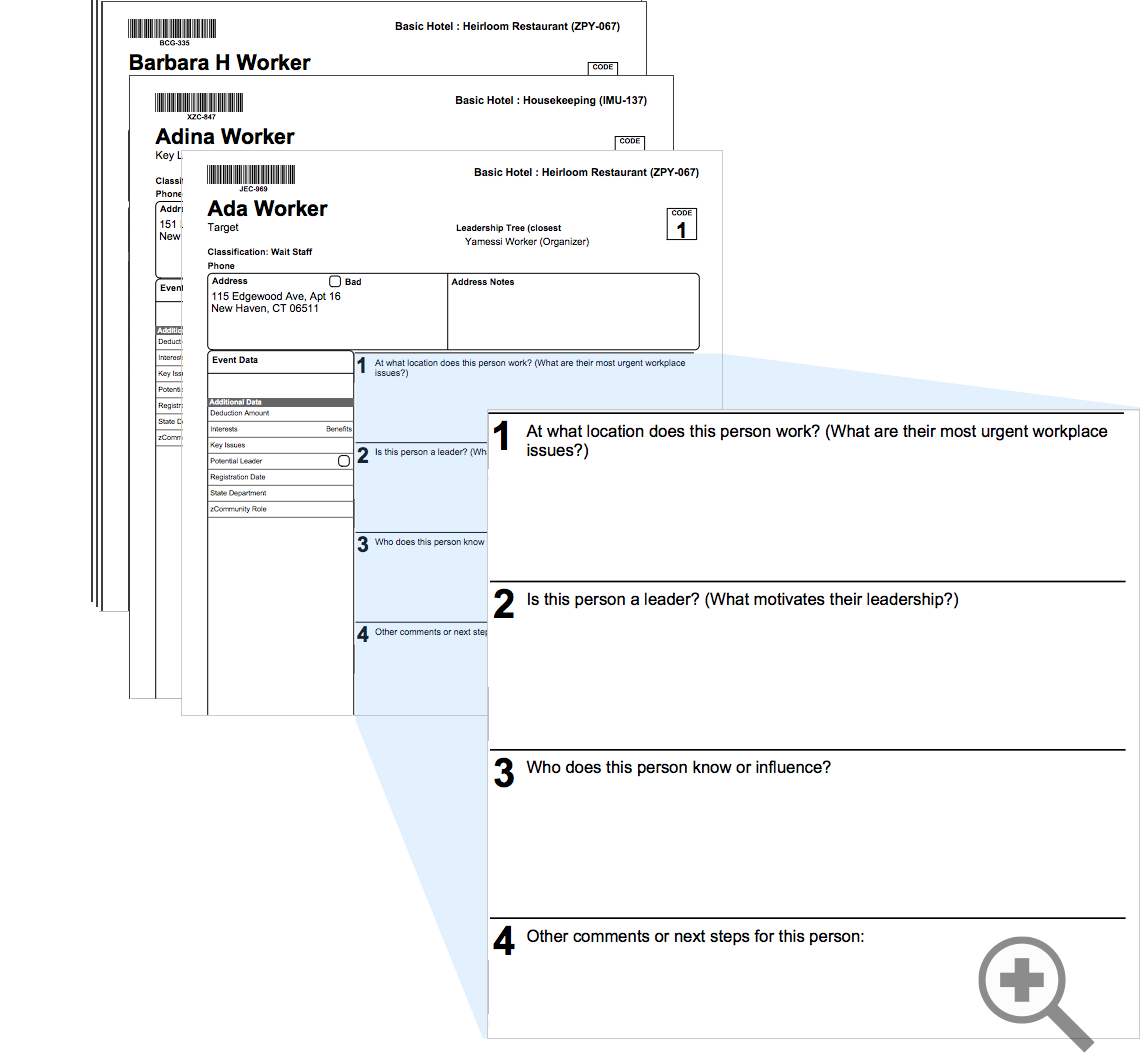 Basic Hotel : Heirloom Restaurant (ZPY-067)
BCG-335
Barbara H Worker
CODE
Basic Hotel : Housekeeping (IMU-137)
XZC-847
Adina Worker
CODE
Key L
Classifi
Phone
Addre
151
New
Event
Additio
Deduct
Interest
Key Iss
Potenti
Registra
State D
zComm
Basic Hotel : Heirloom Restaurant (ZPY-067)
JEC-969
Ada Worker
Target
Leadership Tree (closest
Yamessi Worker (Organizer)
CODE
1
Classification: Wait Staff
Phone
Address
Bad
115 Edgewood Ave, Apt 16
New Haven, CT 06511
Address Notes
Event Data
Additional Data
Deduction Amount
Interests Benefits
Key Issues
Potential Leader
Registration Date
State Department
zCommunity Role
1 At what location does this person work? (What are their most urgent workplace
issues?)
2 Is this person a leader? (Wh
3 Who does this person know
4 Other comments or next step
1 At what location does this person work? (What are their most urgent workplace
issues?)
2 Is this person a leader? (What motivates their leadership?)
3 Who does this person know or influence?
4 Other comments or next steps for this person: